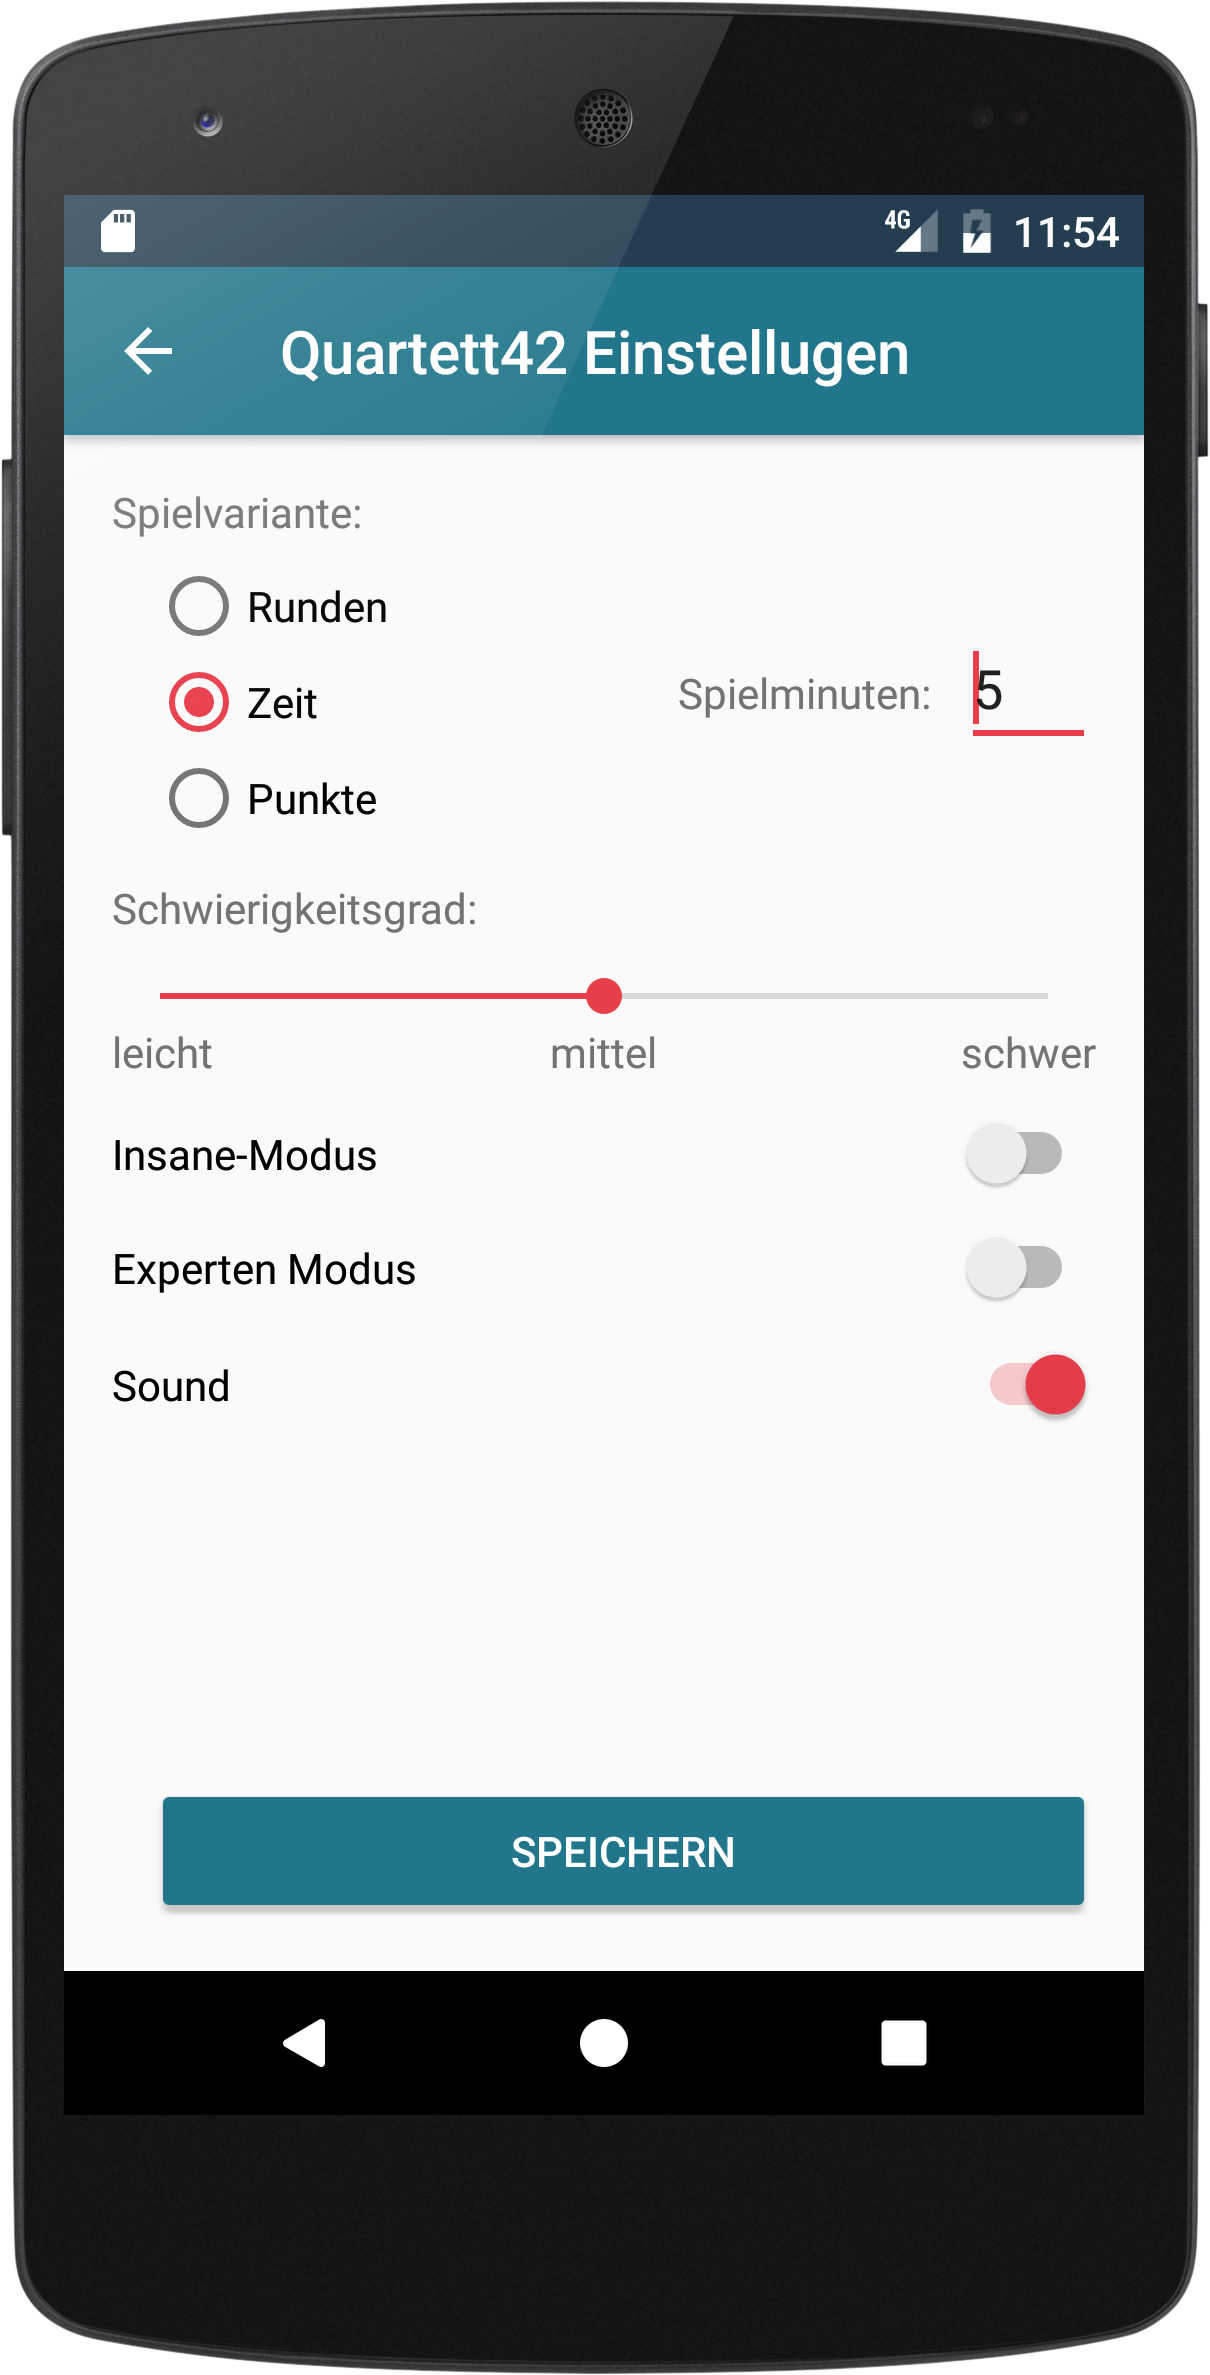 4G 11:54
Quartett42 Einstellugen
Spielvariante:
Runden
Zeit
Spielminuten: 5
Punkte
Schwierigkeitsgrad:
leicht mittel schwer
Insane-Modus
Experten Modus
Sound
SPEICHERN